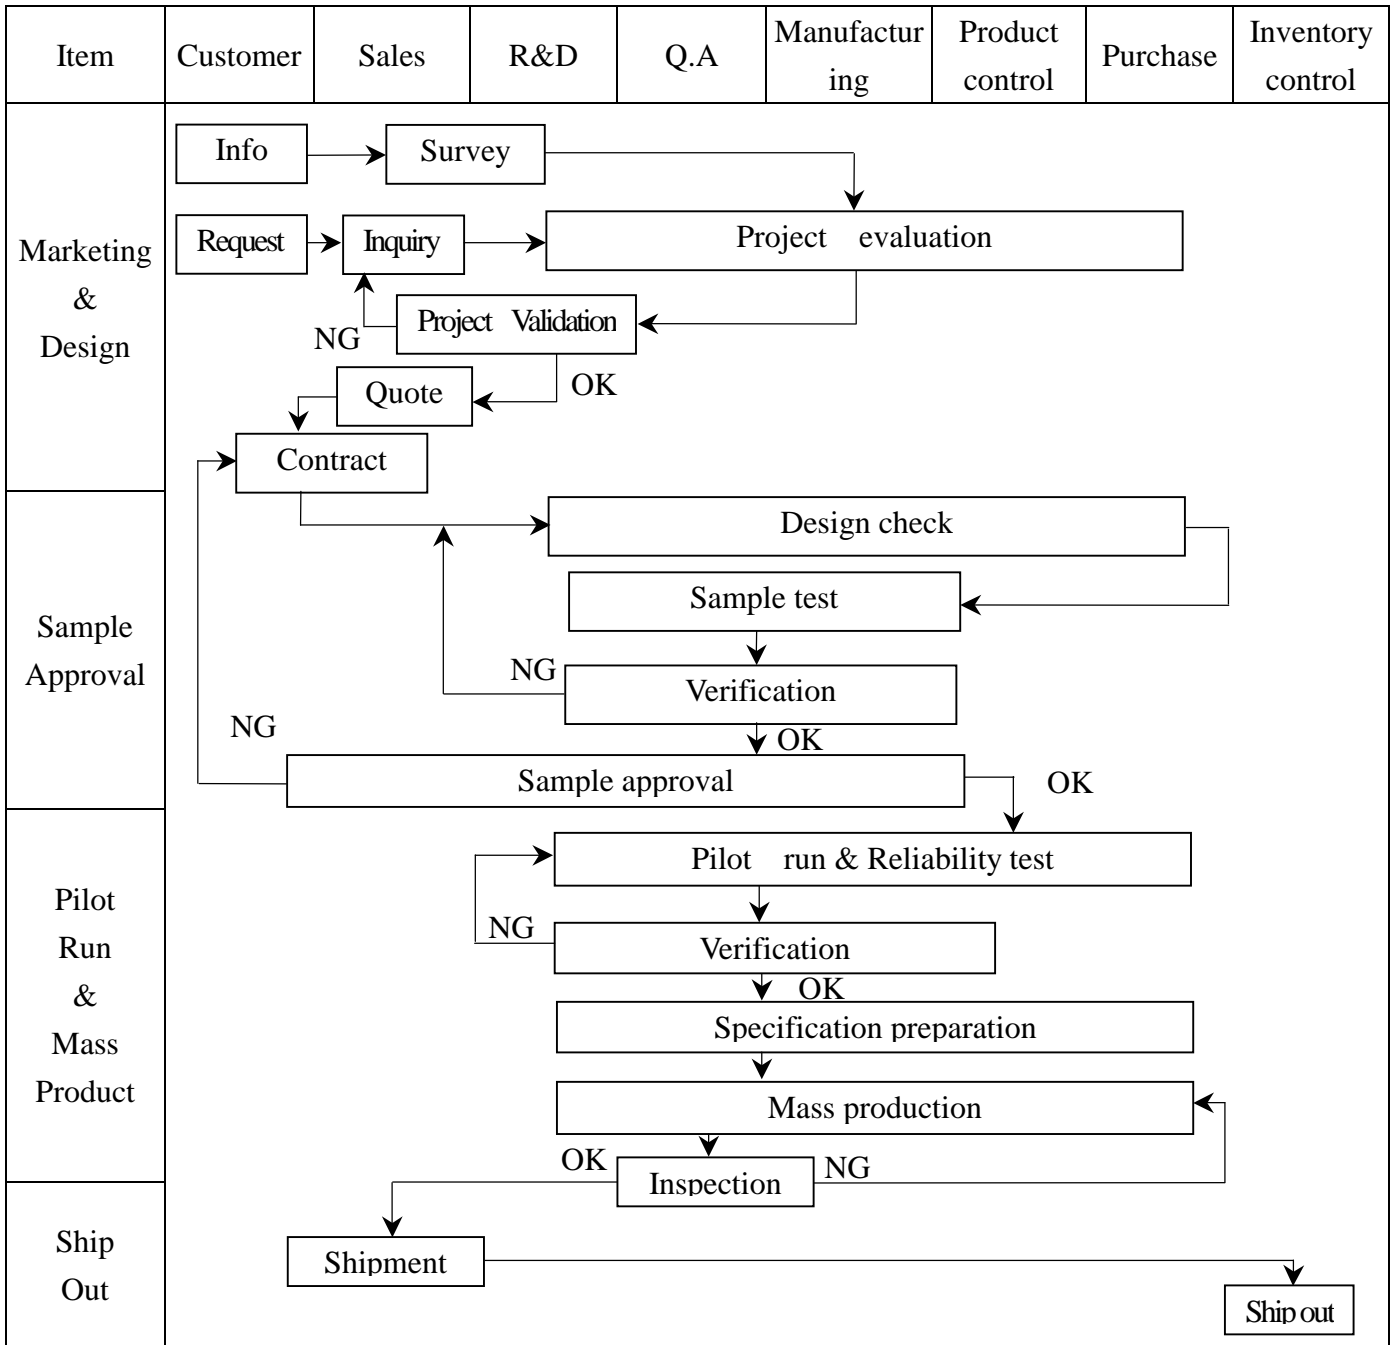 Item
Customer
Sales
R&D
Q.A
Manufactur
ing
Product
control
Purchase
Inventory
control
Marketing
&
Design
Info
Survey
Request
Inquiry
Project evaluation
NG
Project Validation
Quote
OK
Contract
Sample
Approval
Design check
Sample test
NG
Verification
NG
OK
Sample approval
OK
Pilot
Run
&
Mass
Product
Pilot run & Reliability test
NG
Verification
OK
Specification preparation
Mass production
OK
Inspection
NG
Ship
Out
Shipment
Ship out